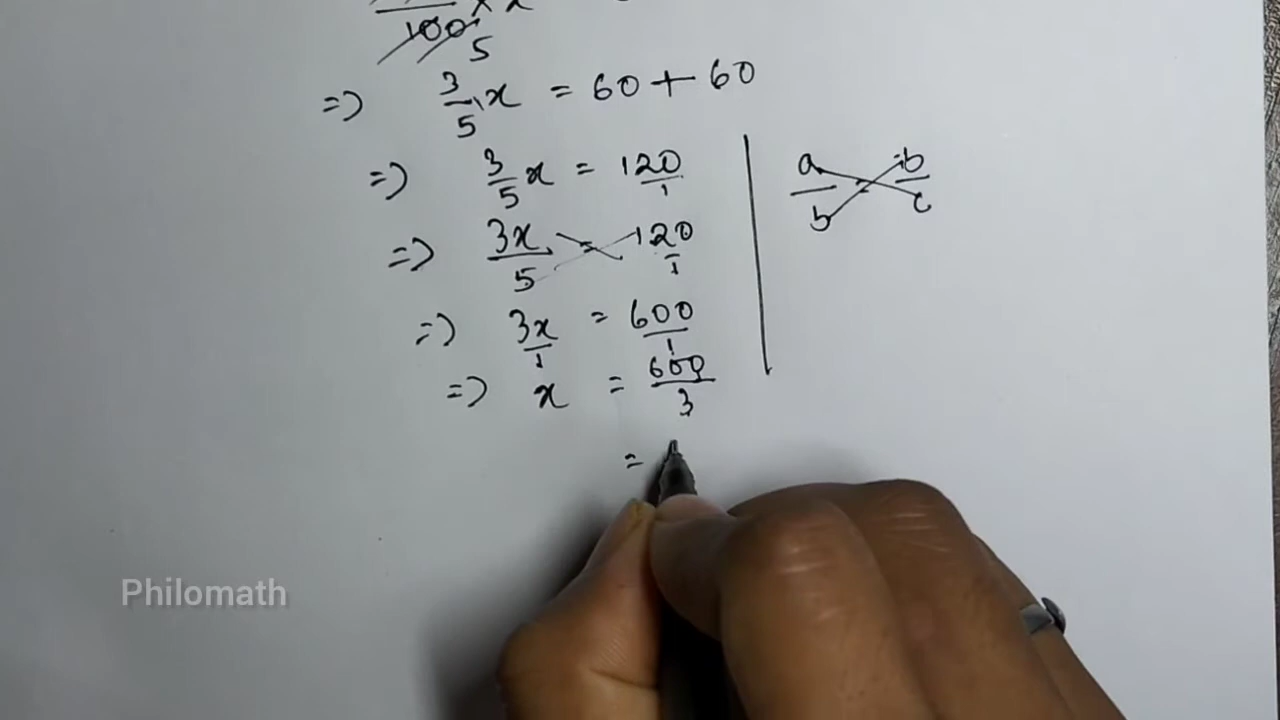 100 × x
5
=> 3/5 x = 60 + 60
=> 3/5 x = 120/1
a/b = b/c
=> 3x/5 = 120/1
=> 3x/1 = 600/1
=> x = 600/3
=
Philomath